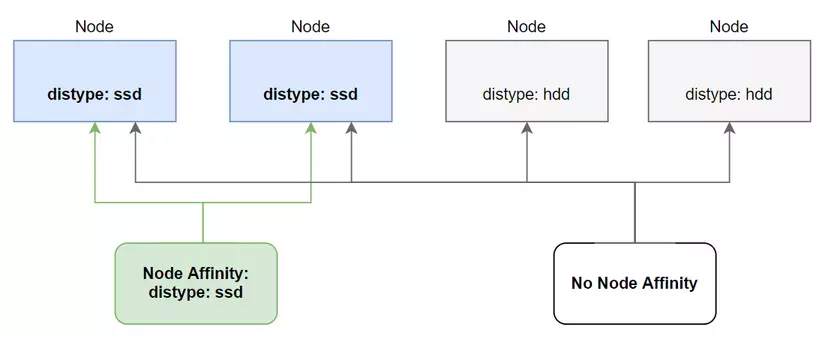 Node
Node
Node
Node
distype: ssd
distype: ssd
distype: hdd
distype: hdd
Node Affinity:
distype: ssd
No Node Affinity